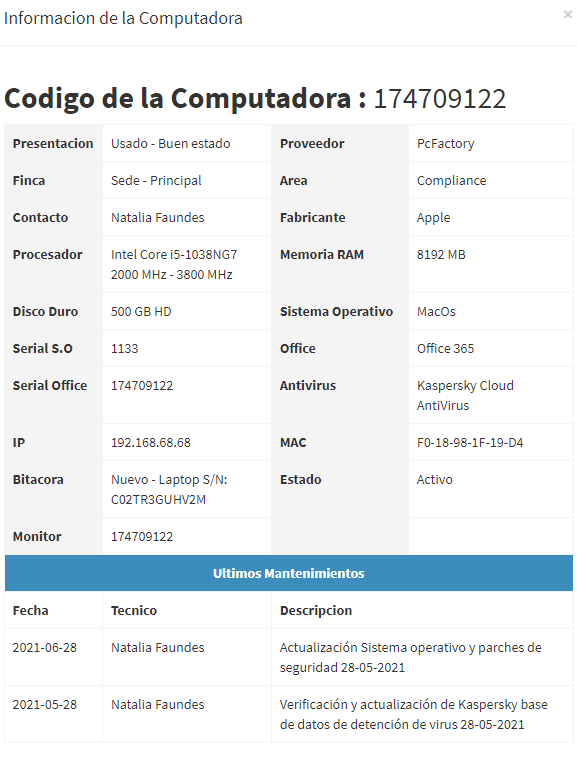 Informacion de la Computadora ×
Codigo de la Computadora : 174709122
Presentacion Usado - Buen estado Proveedor PcFactory
Finca Sede - Principal Area Compliance
Contacto Natalia Faundes Fabricante Apple
Procesador Intel Core i5-1038NG7 Memoria RAM 8192 MB
2000 MHz - 3800 MHz
Disco Duro 500 GB HD Sistema Operativo MacOs
Serial S.O 1133 Office Office 365
Serial Office 174709122 Antivirus Kaspersky Cloud
AntiVirus
IP 192.168.68.68 MAC F0-18-98-1F-19-D4
Bitacora Nuevo - Laptop S/N: Estado Activo
C02TR3GUHV2M
Monitor 174709122
Ultimos Mantenimientos
Fecha Tecnico Descripcion
2021-06-28 Natalia Faundes Actualización Sistema operativo y parches de
seguridad 28-05-2021
2021-05-28 Natalia Faundes Verificación y actualización de Kaspersky base
de datos de detención de virus 28-05-2021